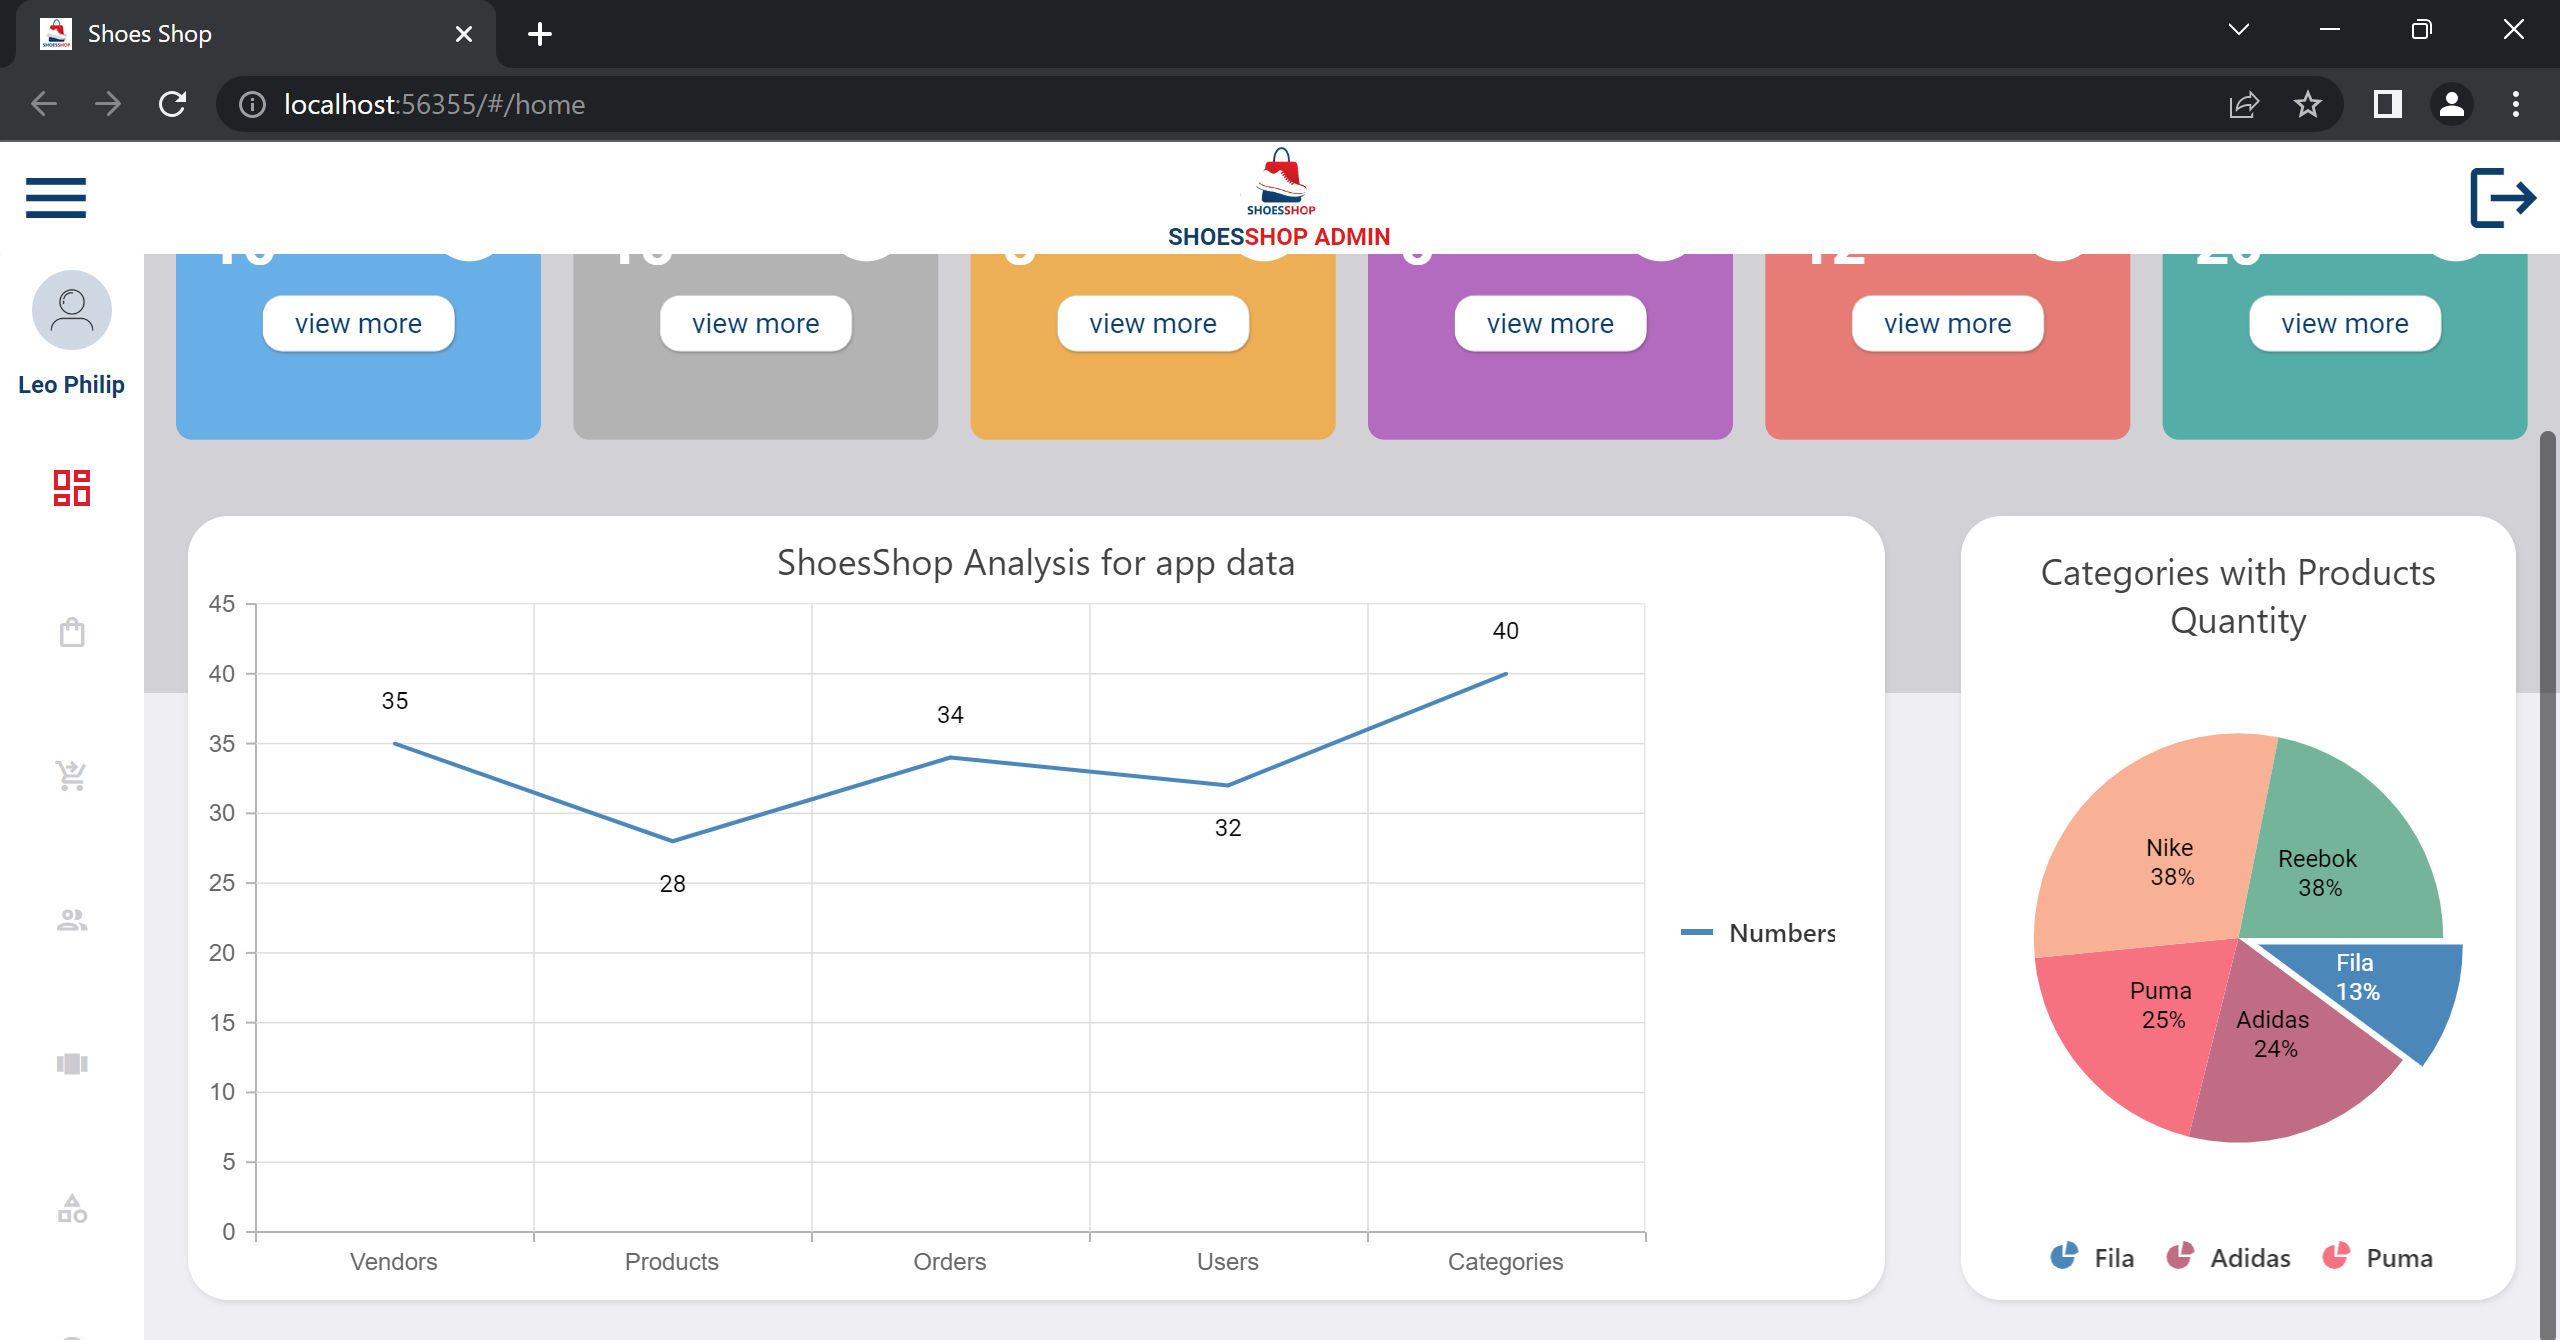 Shoes Shop
localhost:56355/#/home
SHOESSHOP
SHOESSHOP ADMIN
Leo Philip
view more
view more
view more
view more
view more
view more
ShoesShop Analysis for app data
45
40
35
30
25
20
15
10
5
0
35
28
34
32
40
Vendors
Products
Orders
Users
Categories
Numbers
Categories with Products
Quantity
Nike
38%
Reebok
38%
Fila
13%
Puma
25%
Adidas
24%
Fila
Adidas
Puma